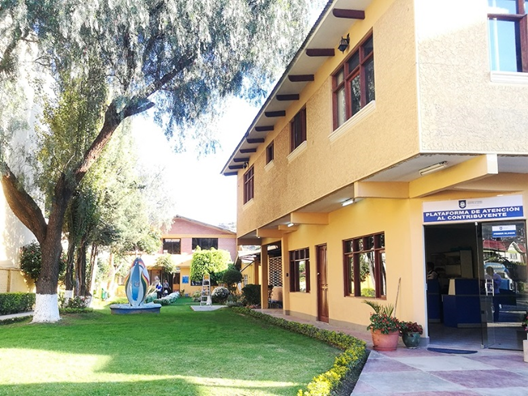 PLATAFORMA DE ATENCIÓN
AL CONTRIBUYENTE